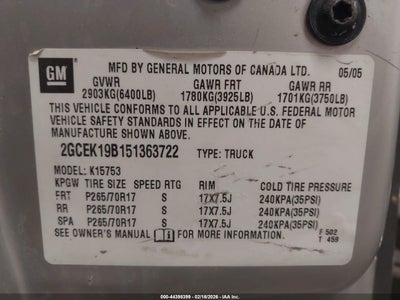 GM
MFD BY GENERAL MOTORS OF CANADA LTD. 05/05
GVWR GAWR FRT GAWR RR
2903KG(6400LB) 1780KG(3925LB) 1701KG(3750LB)
THIS VEHICLE CONFORMS TO ALL APPLICABLE U.S. FEDERAL MOTOR
VEHICLE SAFETY STANDARDS IN EFFECT ON THE DATE OF
MANUFACTURE SHOWN ABOVE.
2GCEK19B151363722 TYPE: TRUCK
MODEL: K15753
KPGW TIRE SIZE SPEED RTG RIM COLD TIRE PRESSURE
FRT P265/70R17 S 17X7.5J 240KPA(35PSI)
RR P265/70R17 S 17X7.5J 240KPA(35PSI)
SPA P265/70R17 S 17X7.5J 240KPA(35PSI)
SEE OWNER'S MANUAL FOR MORE INFORMATION.
F 502
T 459
000-44398399 - 02/18/2026 - IAA Branch